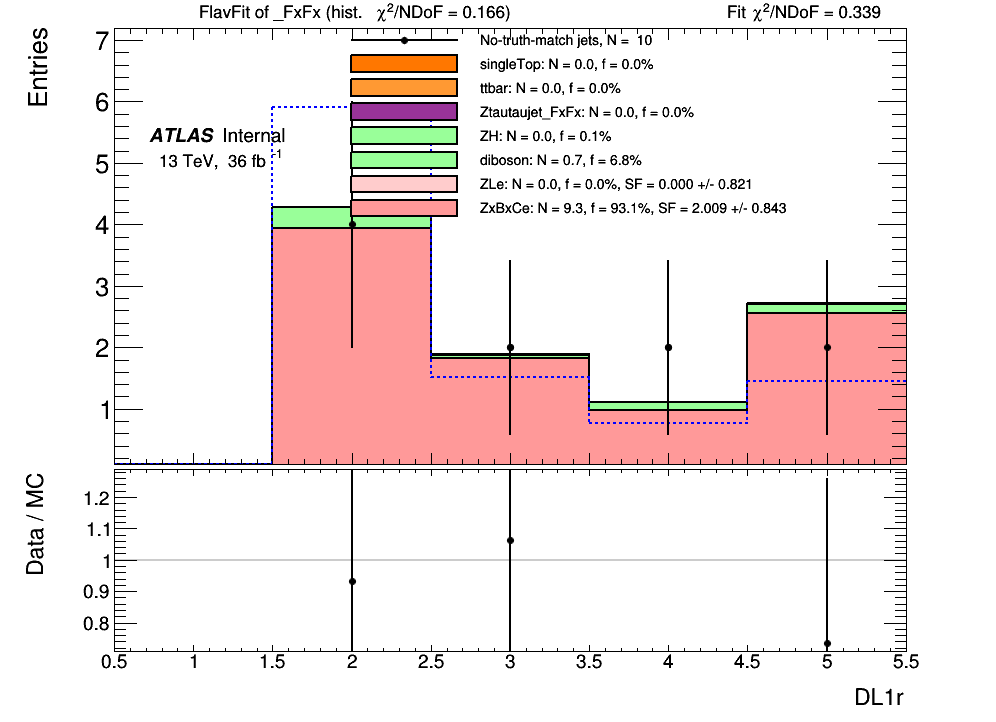 FlavFit of _FxFx (hist. χ²/NDoF = 0.166) Fit χ²/NDoF = 0.339
Entries
7
6
5
4
3
2
1
ATLAS Internal
13 TeV, 36 fb⁻¹
No-truth-match jets, N = 10
singleTop: N = 0.0, f = 0.0%
ttbar: N = 0.0, f = 0.0%
Ztautaujet_FxFx: N = 0.0, f = 0.0%
ZH: N = 0.0, f = 0.1%
diboson: N = 0.7, f = 6.8%
ZLe: N = 0.0, f = 0.0%, SF = 0.000 +/- 0.821
ZxBxCe: N = 9.3, f = 93.1%, SF = 2.009 +/- 0.843
Data / MC
1.2
1.1
1
0.9
0.8
0.5 1 1.5 2 2.5 3 3.5 4 4.5 5 5.5
DL1r